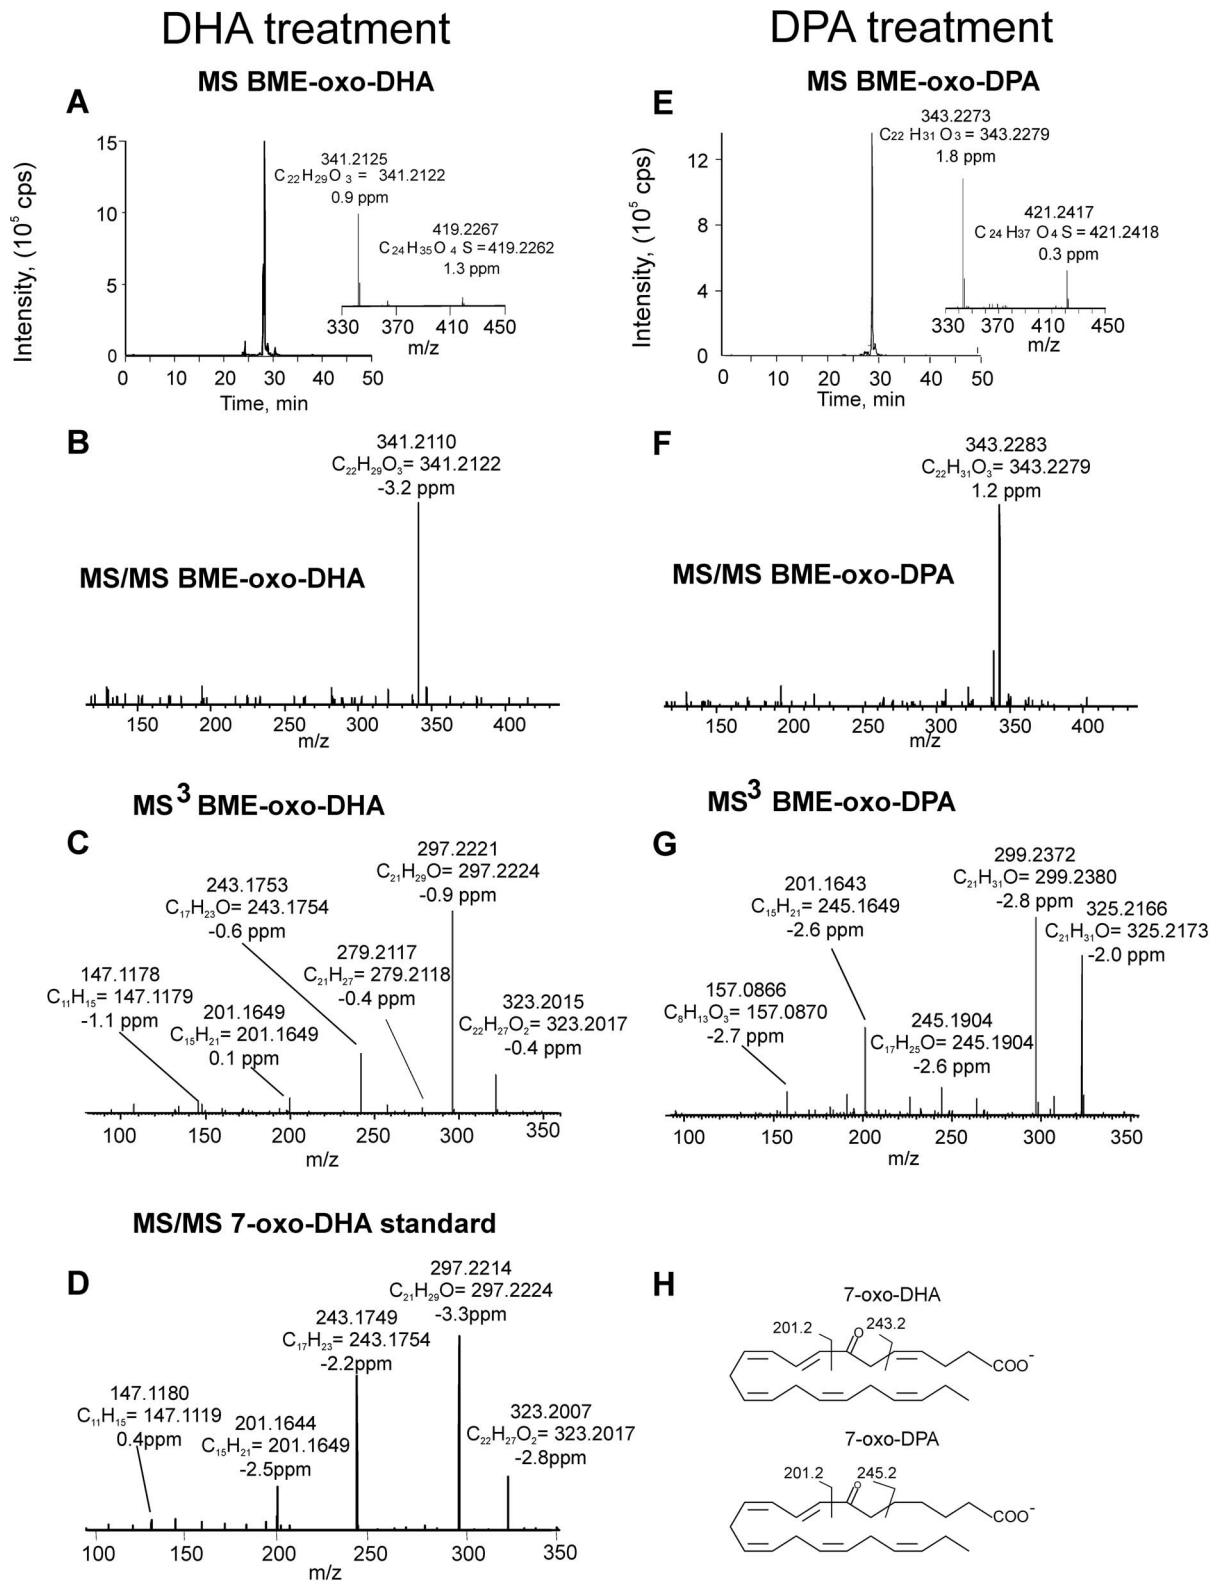 DHA treatment
DPA treatment
MS BME-oxo-DHA
MS BME-oxo-DPA
A
Intensity, (10⁵ cps)
15
10
5
0
0 10 20 30 40 50
Time, min
341.2125
C₂₂H₂₉O ₃ = 341.2122
0.9 ppm
419.2267
C₂₄H₃₅O ₄ S =419.2262
1.3 ppm
330 370 410 450
m/z
E
Intensity, (10⁵ cps)
12
8
4
0
0 10 20 30 40 50
Time, min
343.2273
C₂₂ H₃₁ O₃ = 343.2279
1.8 ppm
421.2417
C ₂₄ H₃₇ O₄ S = 421.2418
0.3 ppm
330 370 410 450
m/z
B
341.2110
C₂₂H₂₉O₃= 341.2122
-3.2 ppm
MS/MS BME-oxo-DHA
150 200 250 300 350 400
m/z
F
343.2283
C₂₂H₃₁O₃= 343.2279
1.2 ppm
MS/MS BME-oxo-DPA
150 200 250 300 350 400
m/z
MS³ BME-oxo-DHA
C
297.2221
C₂₁H₂₉O= 297.2224
-0.9 ppm
243.1753
C₁₇H₂₃O= 243.1754
-0.6 ppm
279.2117
C₂₁H₂₇= 279.2118
-0.4 ppm
147.1178
C₁₁H₁₅= 147.1179
-1.1 ppm
201.1649
C₁₅H₂₁= 201.1649
0.1 ppm
323.2015
C₂₂H₂₇O₂= 323.2017
-0.4 ppm
100 150 200 250 300 350
m/z
MS³ BME-oxo-DPA
G
299.2372
C₂₁H₃₁O= 299.2380
-2.8 ppm
201.1643
C₁₅H₂₁= 245.1649
-2.6 ppm
325.2166
C₂₁H₃₁O= 325.2173
-2.0 ppm
157.0866
C₈H₁₃O₃= 157.0870
-2.7 ppm
245.1904
C₁₇H₂₅O= 245.1904
-2.6 ppm
100 150 200 250 300 350
m/z
MS/MS 7-oxo-DHA standard
D
297.2214
C₂₁H₂₉O= 297.2224
-3.3ppm
243.1749
C₁₇H₂₃= 243.1754
-2.2ppm
147.1180
C₁₁H₁₅= 147.1119
0.4ppm
201.1644
C₁₅H₂₁= 201.1649
-2.5ppm
323.2007
C₂₂H₂₇O₂= 323.2017
-2.8ppm
100 150 200 250 300 350
m/z
H
7-oxo-DHA
201.2
O
243.2
COO⁻
7-oxo-DPA
201.2
O
245.2
COO⁻